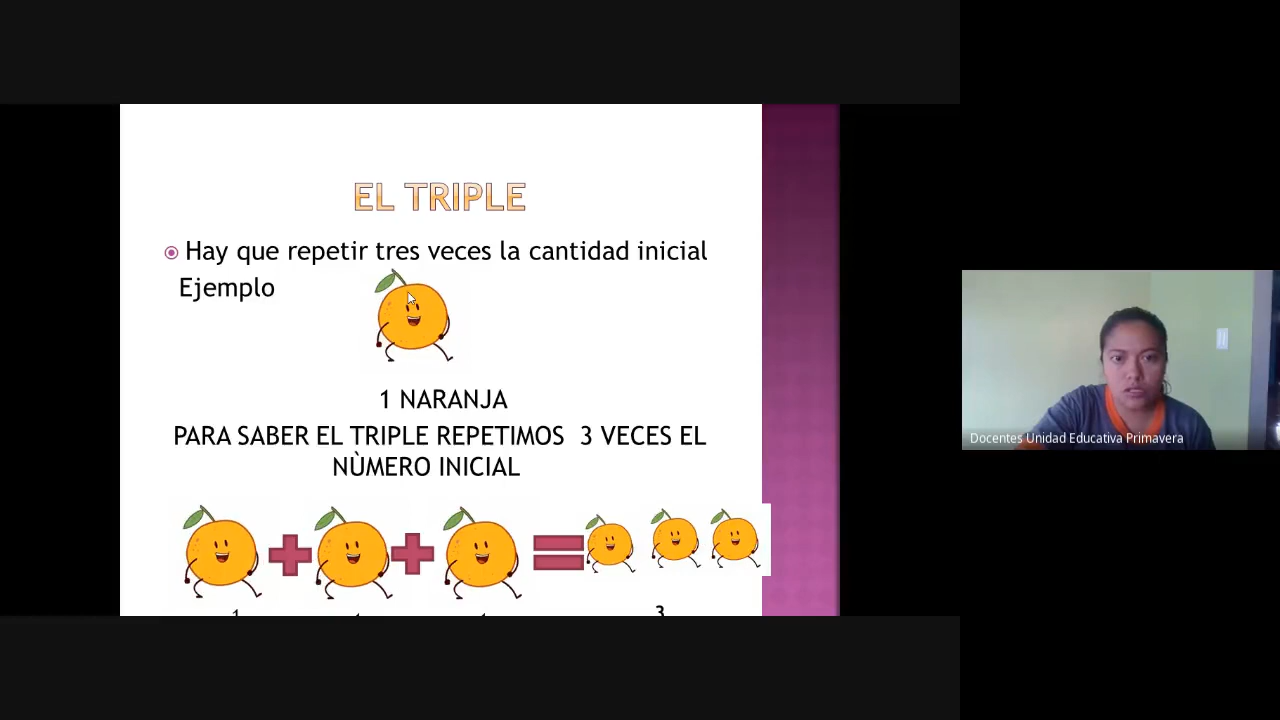 EL TRIPLE
Hay que repetir tres veces la cantidad inicial
Ejemplo
1 NARANJA
PARA SABER EL TRIPLE REPETIMOS 3 VECES EL
NÙMERO INICIAL
1 3
Docentes Unidad Educativa Primavera